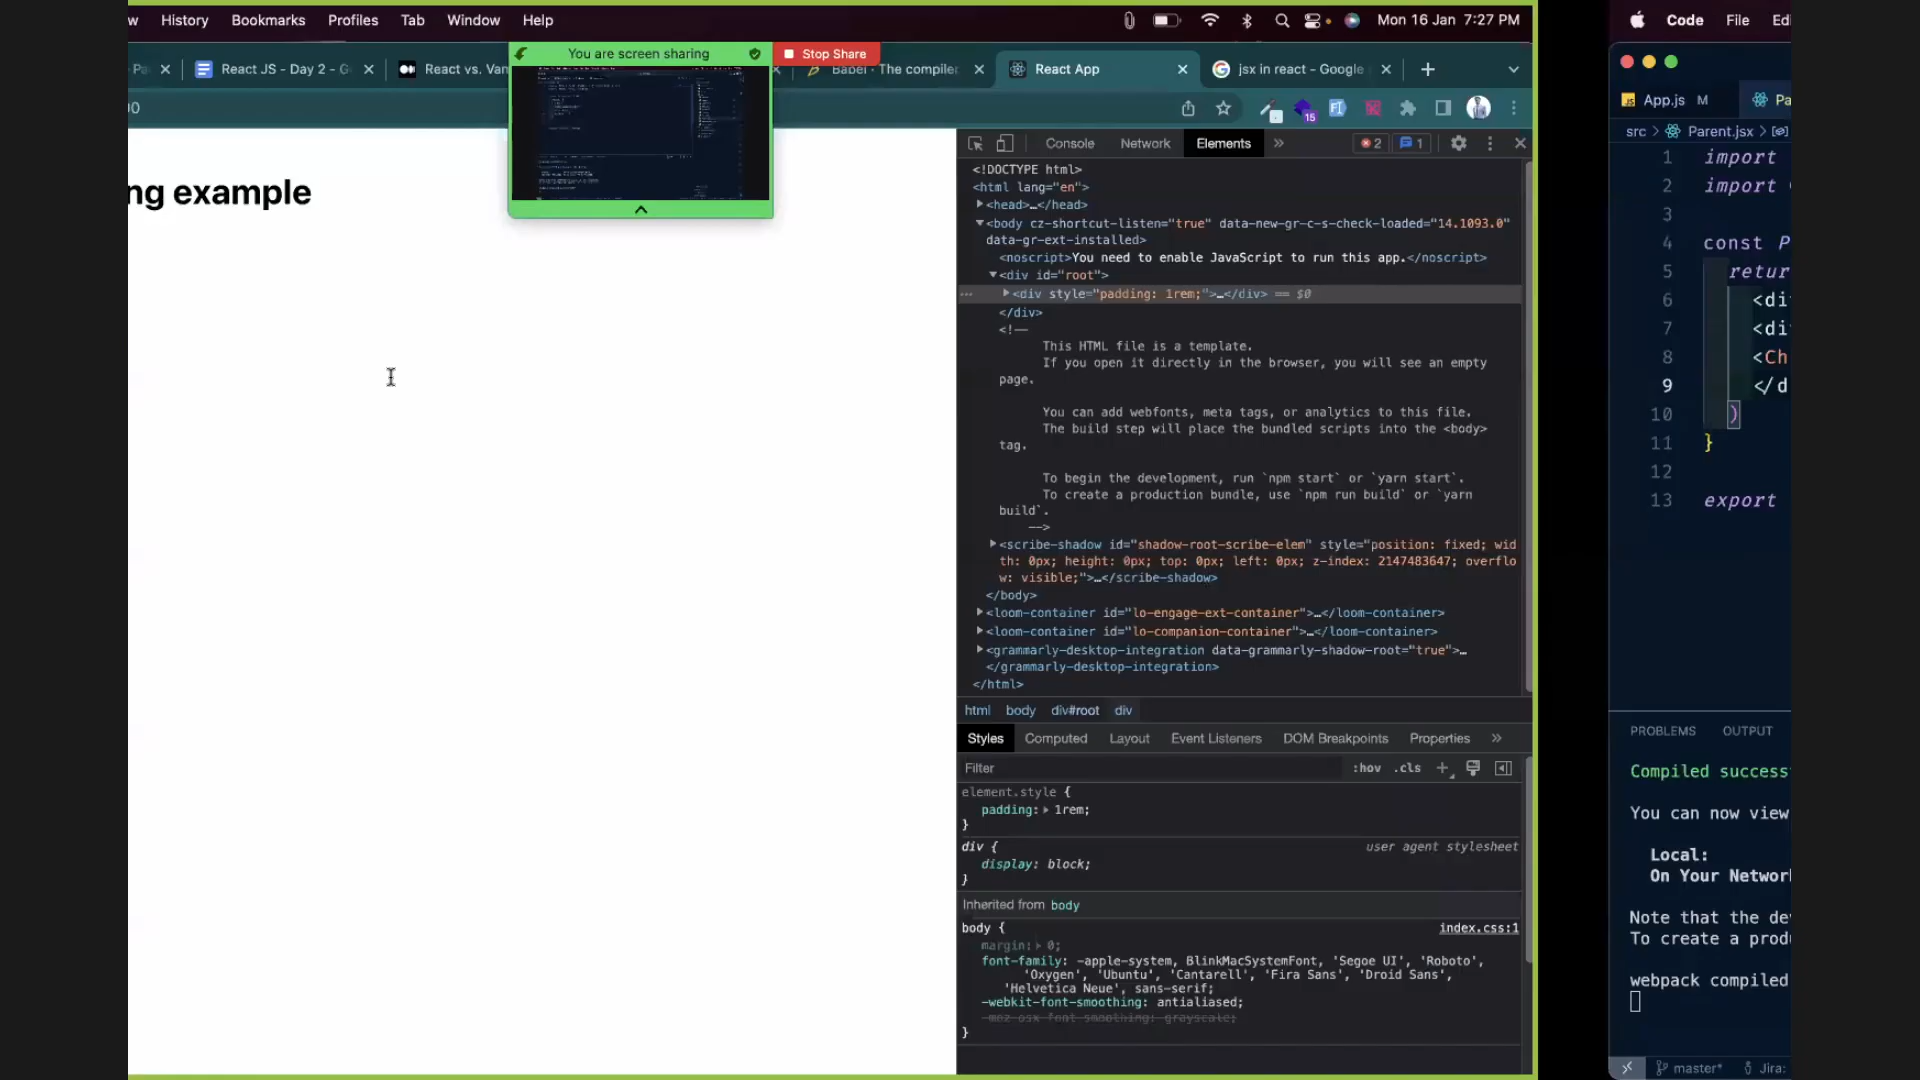 w History Bookmarks Profiles Tab Window Help Mon 16 Jan 7:27 PM
You are screen sharing Stop Share
React JS - Day 2 - G React vs. Van Babel · The compiler React App jsx in react - Google
15
ng example
Console Network Elements 2 1
<!DOCTYPE html>
<html lang="en">
<head>…</head>
<body cz-shortcut-listen="true" data-new-gr-c-s-check-loaded="14.1093.0"
data-gr-ext-installed>
<noscript>You need to enable JavaScript to run this app.</noscript>
<div id="root">
<div style="padding: 1rem;">…</div> == $0
</div>
<!--
This HTML file is a template.
If you open it directly in the browser, you will see an empty
page.
You can add webfonts, meta tags, or analytics to this file.
The build step will place the bundled scripts into the <body>
tag.
To begin the development, run `npm start` or `yarn start`.
To create a production bundle, use `npm run build` or `yarn
build`.
-->
<scribe-shadow id="shadow-root-scribe-elem" style="position: fixed; wid
th: 0px; height: 0px; top: 0px; left: 0px; z-index: 2147483647; overflo
w: visible;">…</scribe-shadow>
</body>
<loom-container id="lo-engage-ext-container">…</loom-container>
<loom-container id="lo-companion-container">…</loom-container>
<grammarly-desktop-integration data-grammarly-shadow-root="true">…
</grammarly-desktop-integration>
</html>
html body div#root div
Styles Computed Layout Event Listeners DOM Breakpoints Properties
Filter :hov .cls
element.style {
padding: 1rem;
}
div { user agent stylesheet
display: block;
}
Inherited from body
body { index.css:1
margin: 0;
font-family: -apple-system, BlinkMacSystemFont, 'Segoe UI', 'Roboto',
'Oxygen', 'Ubuntu', 'Cantarell', 'Fira Sans', 'Droid Sans',
'Helvetica Neue', sans-serif;
-webkit-font-smoothing: antialiased;
-moz-osx-font-smoothing: grayscale;
}
Code File Edi
App.js M Pa
src > Parent.jsx >
1 import
2 import
3
4 const P
5 retur
6 <di
7 <di
8 <Ch
9 </d
10 )
11 }
12
13 export
PROBLEMS OUTPUT
Compiled success
You can now view
Local:
On Your Network
Note that the de
To create a prod
webpack compiled
master* Jira: